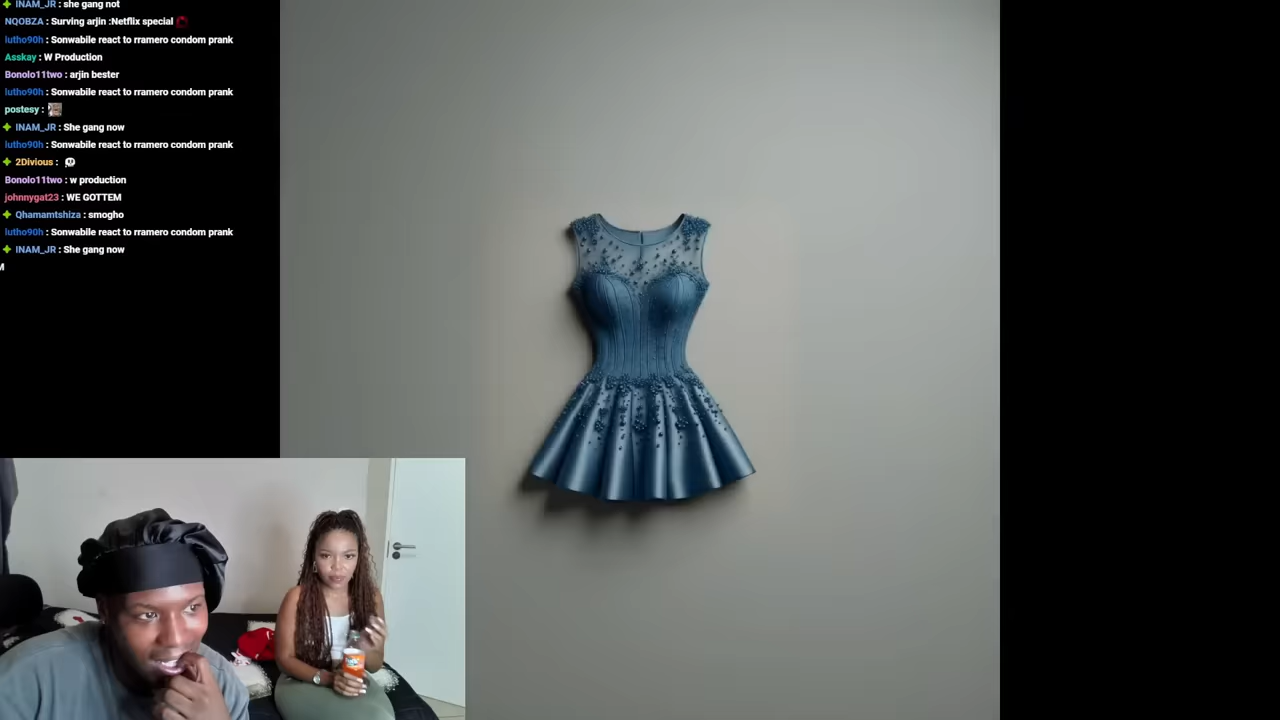 INAM_JR : she gang not
NQOBZA : Surving arjin :Netflix special
lutho90h : Sonwabile react to rramero condom prank
Asskay : W Production
Bonolo11two : arjin bester
lutho90h : Sonwabile react to rramero condom prank
postesy :
INAM_JR : She gang now
lutho90h : Sonwabile react to rramero condom prank
2Divious :
Bonolo11two : w production
johnnygat23 : WE GOTTEM
Qhamamtshiza : smogho
lutho90h : Sonwabile react to rramero condom prank
INAM_JR : She gang now
M